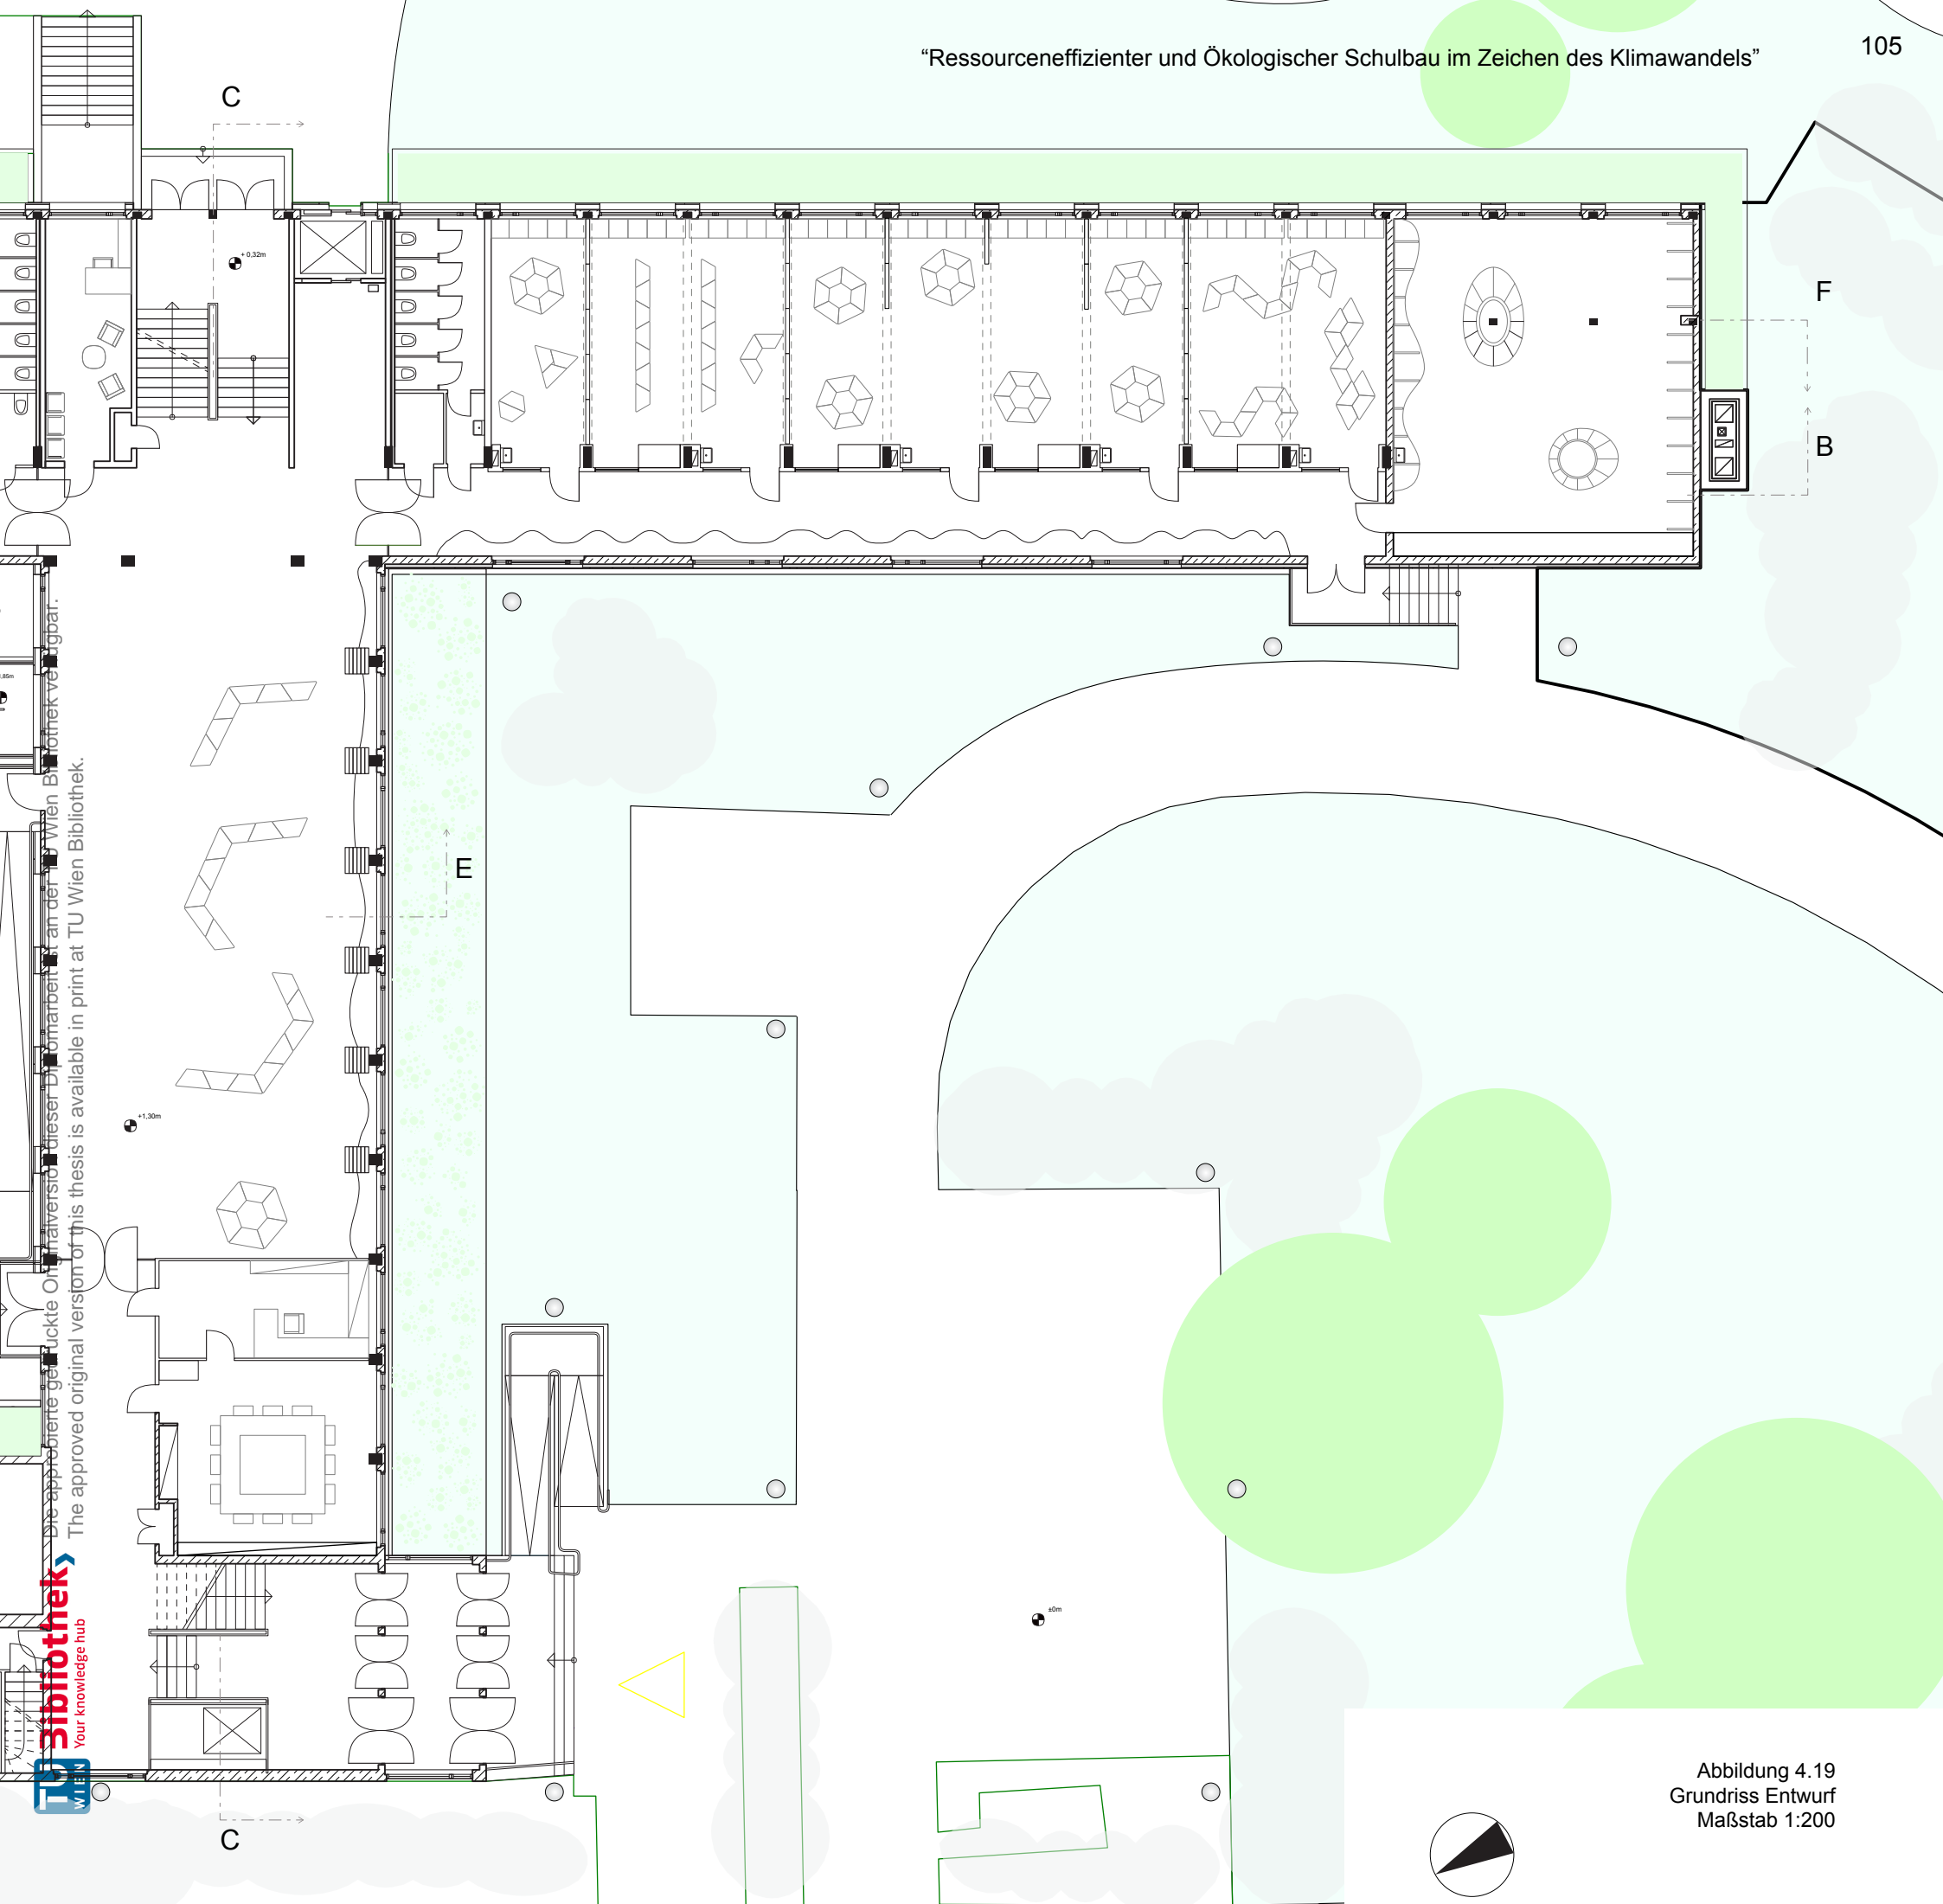 “Ressourceneffizienter und Ökologischer Schulbau im Zeichen des Klimawandels”
105
C
+ 0,32m
F
B
E
+1,30m
±0m
C
Abbildung 4.19
Grundriss Entwurf
Maßstab 1:200
Die approbierte gedruckte Originalversion dieser Diplomarbeit ist an der TU Wien Bibliothek verfügbar.
The approved original version of this thesis is available in print at TU Wien Bibliothek.
TU WIEN
Bibliothek
Your knowledge hub